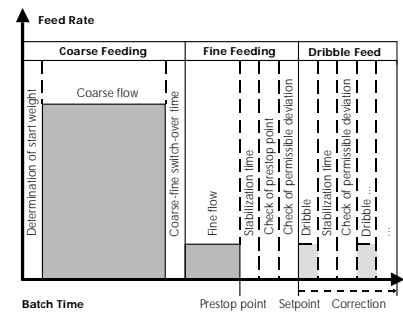 Feed Rate
Coarse Feeding
Fine Feeding
Dribble Feed
Determination of start weight
Coarse flow
Coarse-fine switch-over time
Fine flow
Stabilization time
Check of prestop point
Check of permissible deviation
Dribble
Stabilization time
Check of permissible deviation
Dribble ...
...
Batch Time
Prestop point
Setpoint
Correction